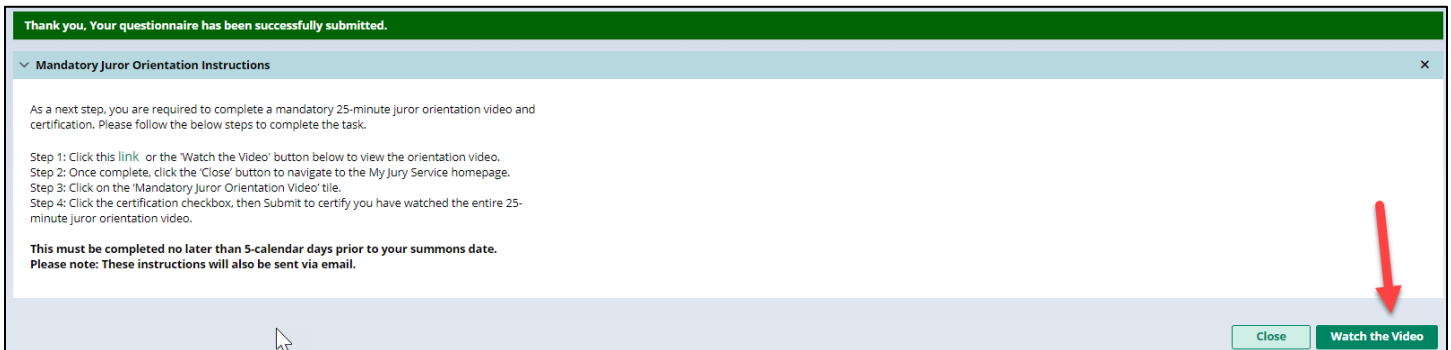 Thank you, Your questionnaire has been successfully submitted.
Mandatory Juror Orientation Instructions
As a next step, you are required to complete a mandatory 25-minute juror orientation video and
certification. Please follow the below steps to complete the task.
Step 1: Click this link or the 'Watch the Video' button below to view the orientation video.
Step 2: Once complete, click the ‘Close’ button to navigate to the My Jury Service homepage.
Step 3: Click on the ‘Mandatory Juror Orientation Video’ tile.
Step 4: Click the certification checkbox, then Submit to certify you have watched the entire 25-
minute juror orientation video.
This must be completed no later than 5-calendar days prior to your summons date.
Please note: These instructions will also be sent via email.
Close Watch the Video